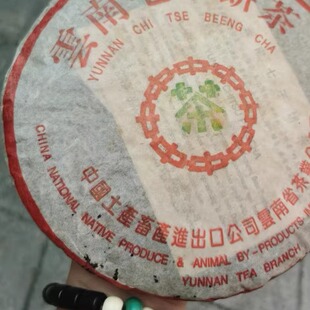 雲南
茶
YUNNAN CHI TSE BEENG CHA
茶
中國土產畜產進出口公司雲南省茶
CHINA NATIONAL NATIVE PRODUCE & ANIMAL BY-PRODUCTS
YUNNAN TEA BRANCH